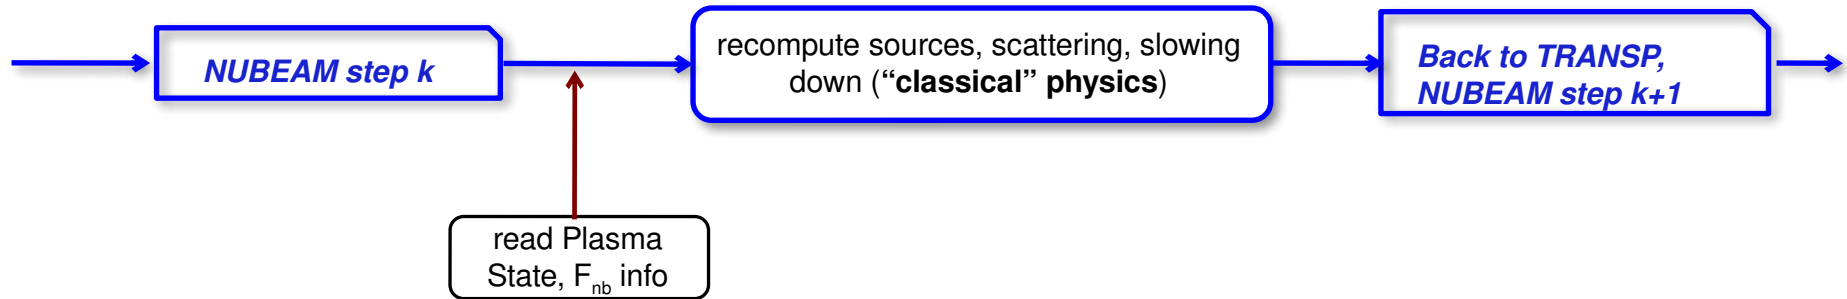 NUBEAM step k
recompute sources, scattering, slowing
down (“classical” physics)
Back to TRANSP,
NUBEAM step k+1
read Plasma
State, Fnb info